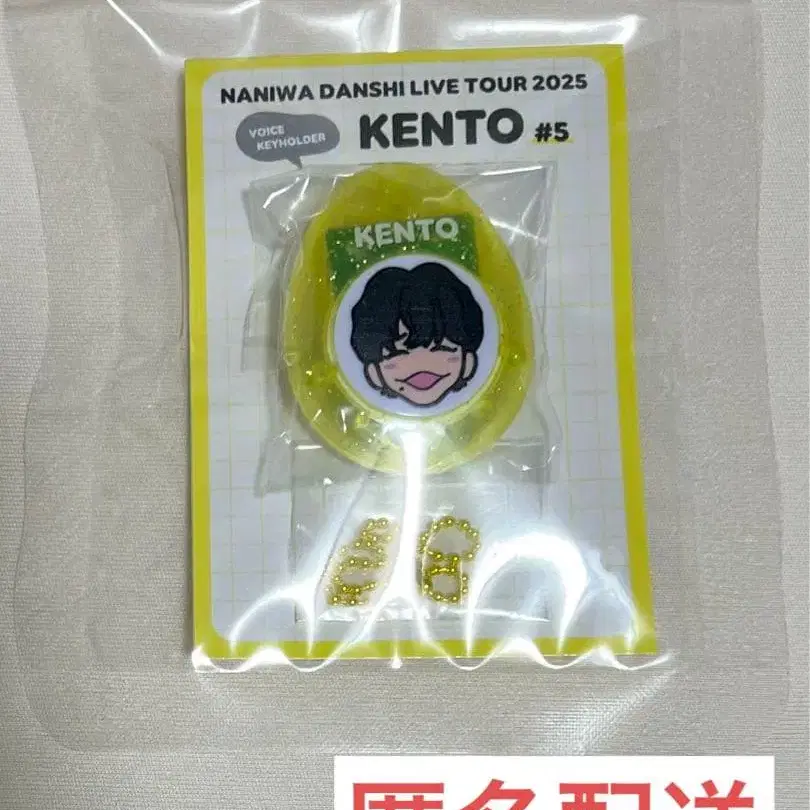 NANIWA DANSHI LIVE TOUR 2025
VOICE
KEYHOLDER
KENTO #5
KENTO
匿名配送